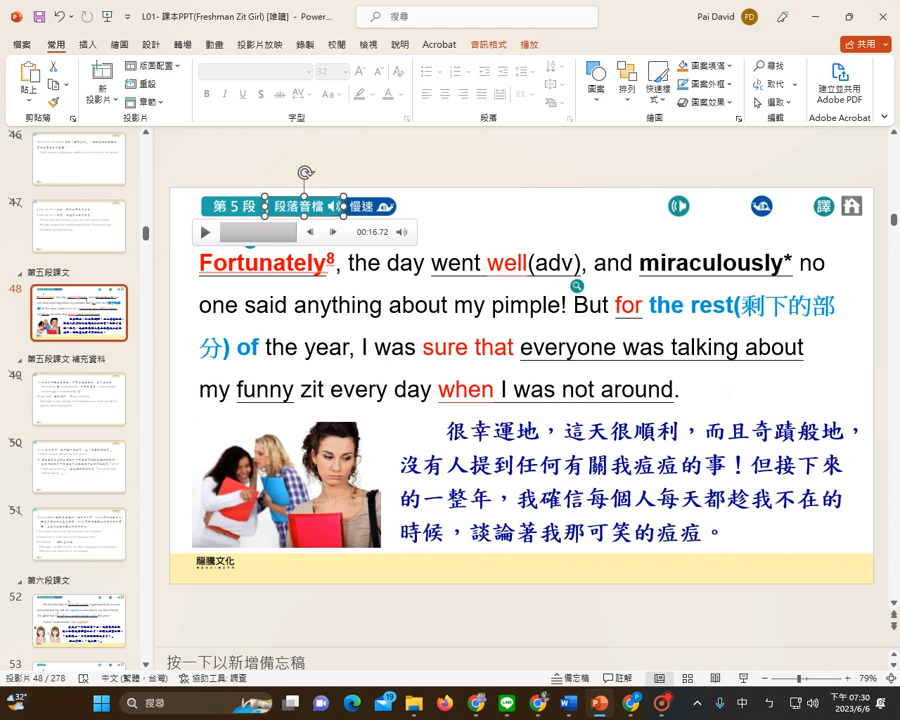 L01- 課本PPT(Freshman Zit Girl) [唯讀] - Power...
搜尋
Pai David
PD
檔案 常用 插入 繪圖 設計 轉場 動畫 投影片放映 錄製 校閱 檢視 說明 Acrobat 音訊格式 播放
共用
貼上
新
投影片
版面配置
重設
章節
32
B I U S ab AV Aa A
圖案 排列 快速樣
式
圖案填滿
圖案外框
圖案效果
尋找
取代
選取
建立並共用
Adobe PDF
剪貼簿 投影片 字型 段落 繪圖 編輯 Adobe Acrobat
46
47
第五段課文
48
第五段課文 補充資料
49
50
51
第六段課文
52
53
第 5 段 段落音檔 慢速
譯
00:16.72
Fortunately8, the day went well(adv), and miraculously* no
one said anything about my pimple! But for the rest(剩下的部
分) of the year, I was sure that everyone was talking about
my funny zit every day when I was not around.
很幸運地，這天很順利，而且奇蹟般地，
沒有人提到任何有關我痘痘的事！但接下來
的一整年，我確信每個人每天都趁我不在的
時候，談論著我那可笑的痘痘。
龍騰文化
按一下以新增備忘稿
投影片 48 / 278 中文 (繁體，台灣) 協助工具: 調查 備忘稿 註解 79%
32°
搜尋
19
中 ㄅ
下午 07:30
2023/6/6